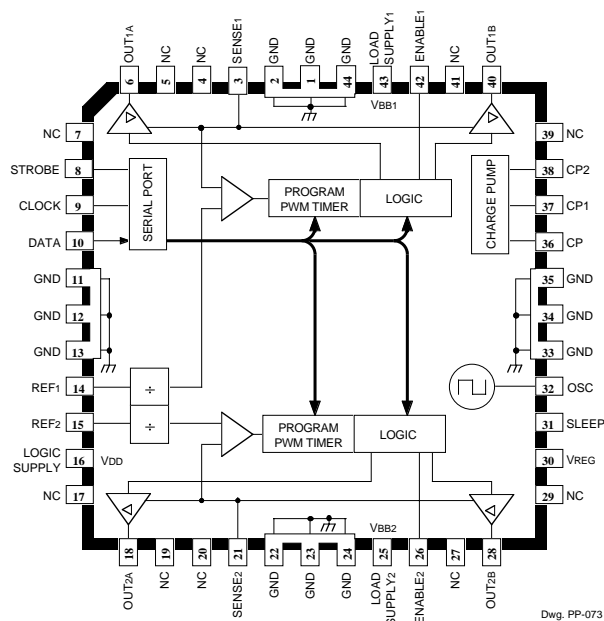 OUT1A
NC
NC
SENSE1
GND
GND
GND
LOAD
SUPPLY1
ENABLE1
NC
OUT1B
6
5
4
3
2
1
44
43
42
41
40
VBB1
NC
7
39
NC
STROBE
8
38
CP2
CLOCK
9
37
CP1
DATA
10
36
CP
SERIAL PORT
PROGRAM
PWM TIMER
LOGIC
CHARGE PUMP
GND
11
35
GND
GND
12
34
GND
GND
13
33
GND
REF1
14
÷
32
OSC
REF2
15
÷
31
SLEEP
PROGRAM
PWM TIMER
LOGIC
LOGIC
SUPPLY
16
VDD
30
VREG
NC
17
29
NC
VBB2
18
19
20
21
22
23
24
25
26
27
28
OUT2A
NC
NC
SENSE2
GND
GND
GND
LOAD
SUPPLY2
ENABLE2
NC
OUT2B
Dwg. PP-073